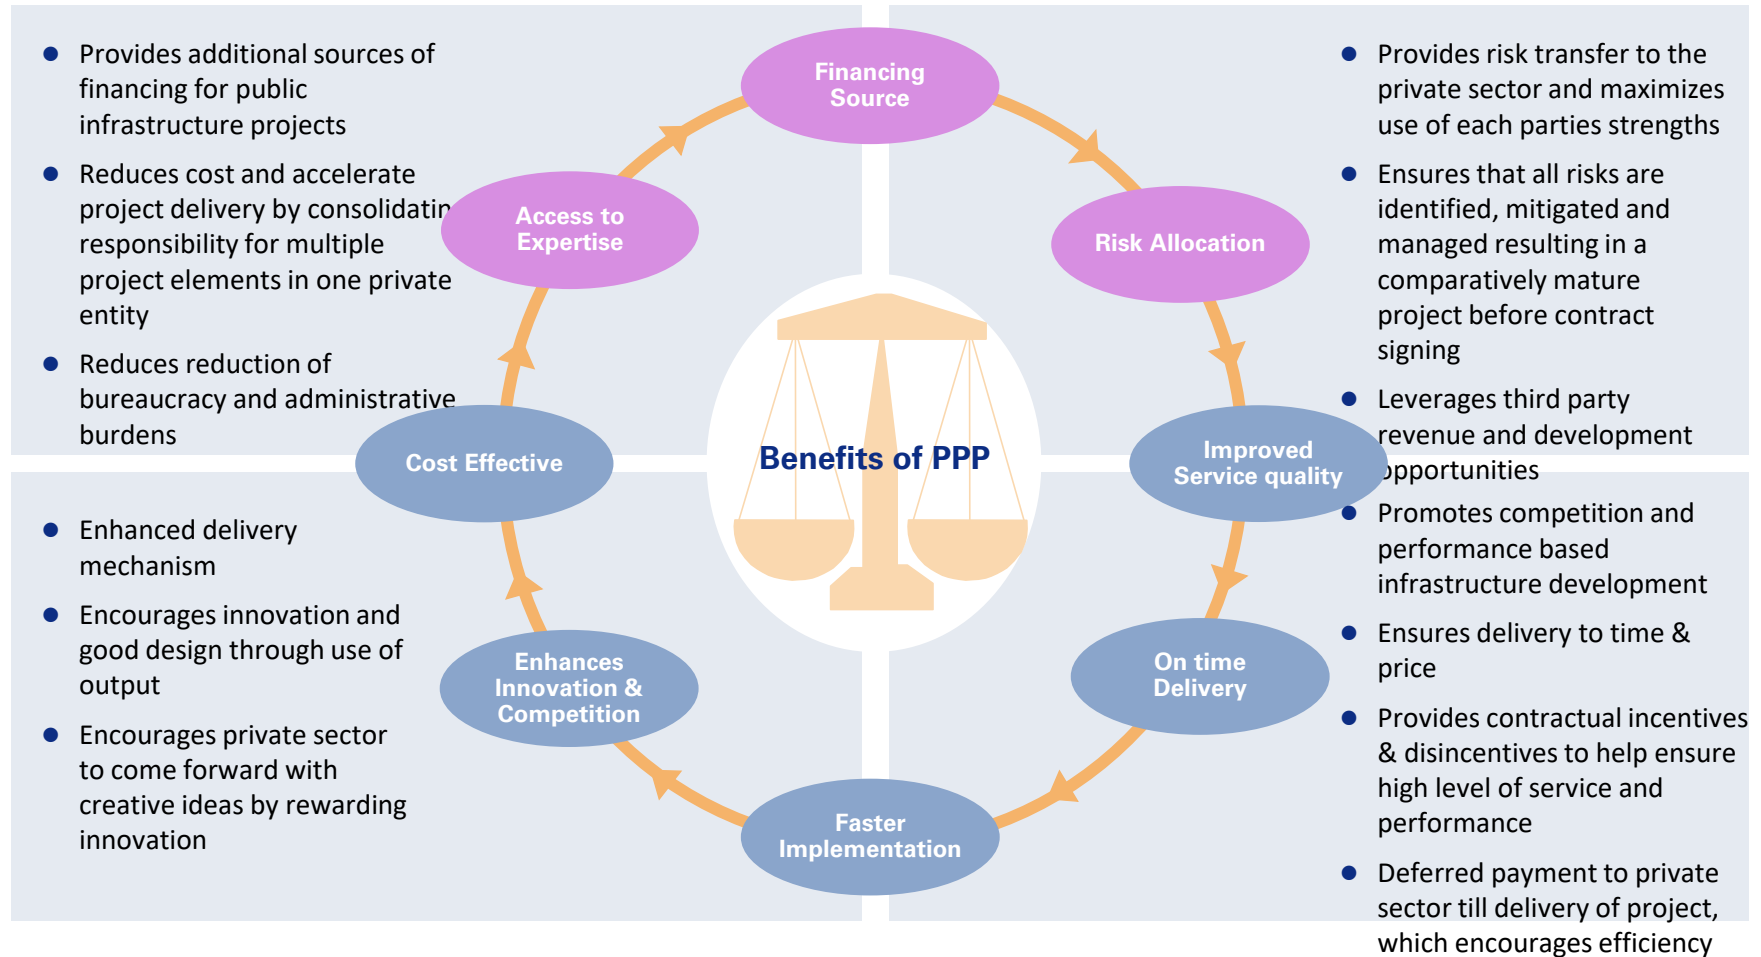 Provides additional sources of
financing for public
infrastructure projects
Reduces cost and accelerate
project delivery by consolidatin
responsibility for multiple
project elements in one private
entity
Reduces reduction of
bureaucracy and administrative
burdens
Financing
Source
Access to
Expertise
Risk Allocation
Cost Effective
Benefits of PPP
Improved
Service quality
Enhances
Innovation &
Competition
On time
Delivery
Faster
Implementation
Provides risk transfer to the
private sector and maximizes
use of each parties strengths
Ensures that all risks are
identified, mitigated and
managed resulting in a
comparatively mature
project before contract
signing
Leverages third party
revenue and development
opportunities
Enhanced delivery
mechanism
Encourages innovation and
good design through use of
output
Encourages private sector
to come forward with
creative ideas by rewarding
innovation
Promotes competition and
performance based
infrastructure development
Ensures delivery to time &
price
Provides contractual incentives
& disincentives to help ensure
high level of service and
performance
Deferred payment to private
sector till delivery of project,
which encourages efficiency